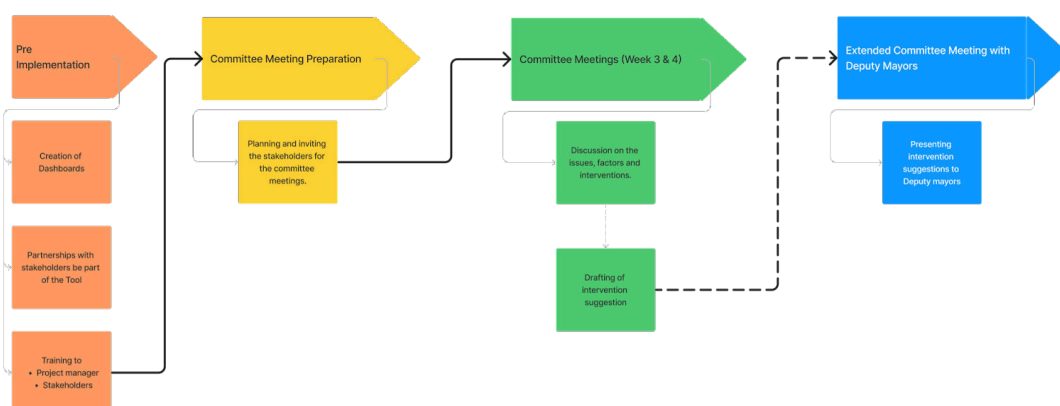 Pre
Implementation
Creation of
Dashboards
Partnerships with
stakeholders be part
of the Tool
Training to
• Project manager
• Stakeholders
Committee Meeting Preparation
Planning and inviting
the stakeholders for
the committee
meetings.
Committee Meetings (Week 3 & 4)
Discussion on the
issues, factors and
interventions.
Drafting of
intervention
suggestion
Extended Committee Meeting with
Deputy Mayors
Presenting
intervention
suggestions to
Deputy mayors